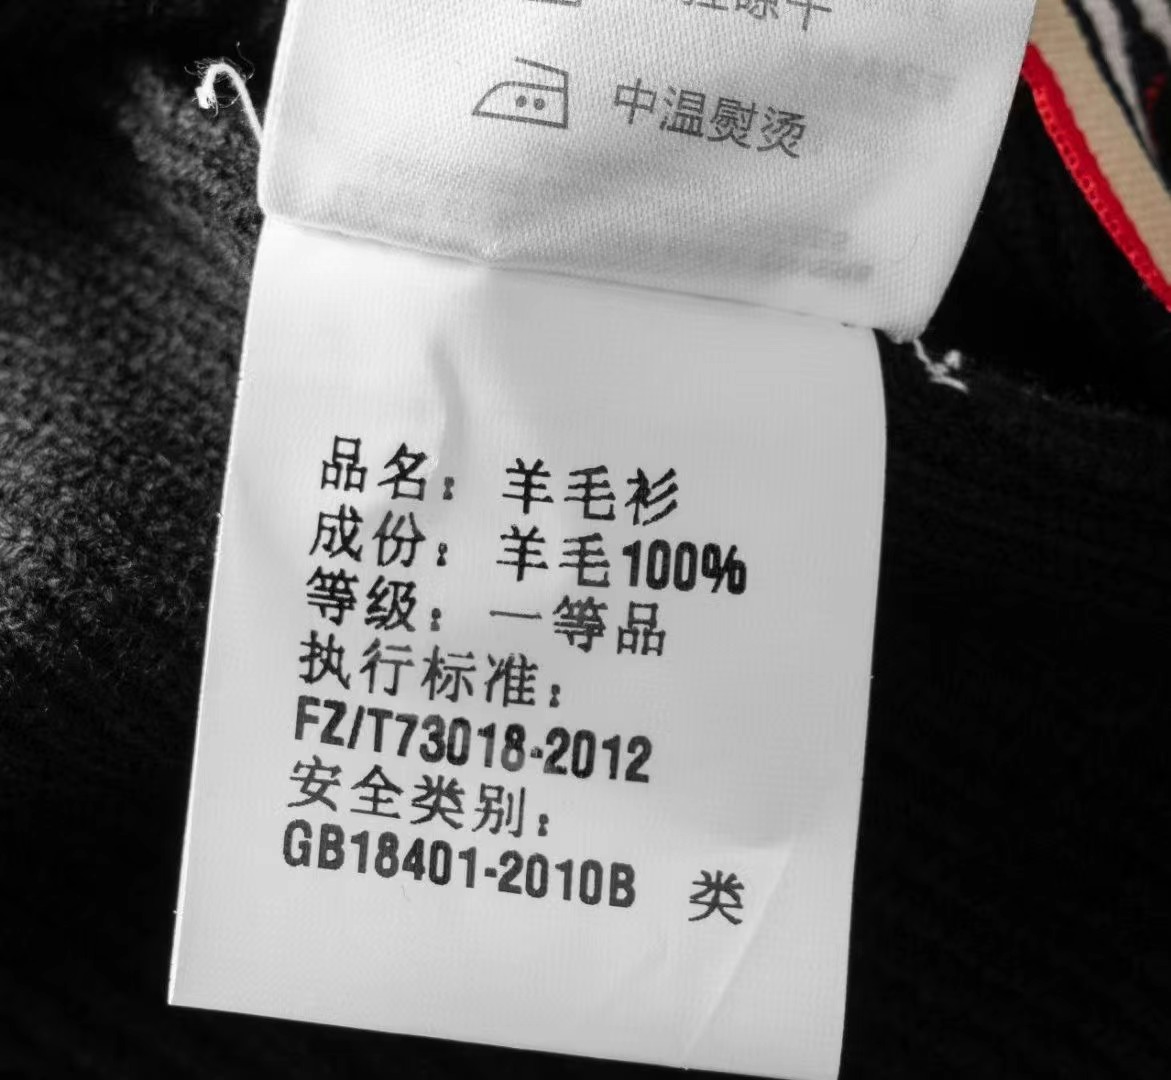 中温熨烫
品名：羊毛衫
成份：羊毛100%
等级：一等品
执行标准：
FZ/T73018-2012
安全类别：
GB18401-2010B 类